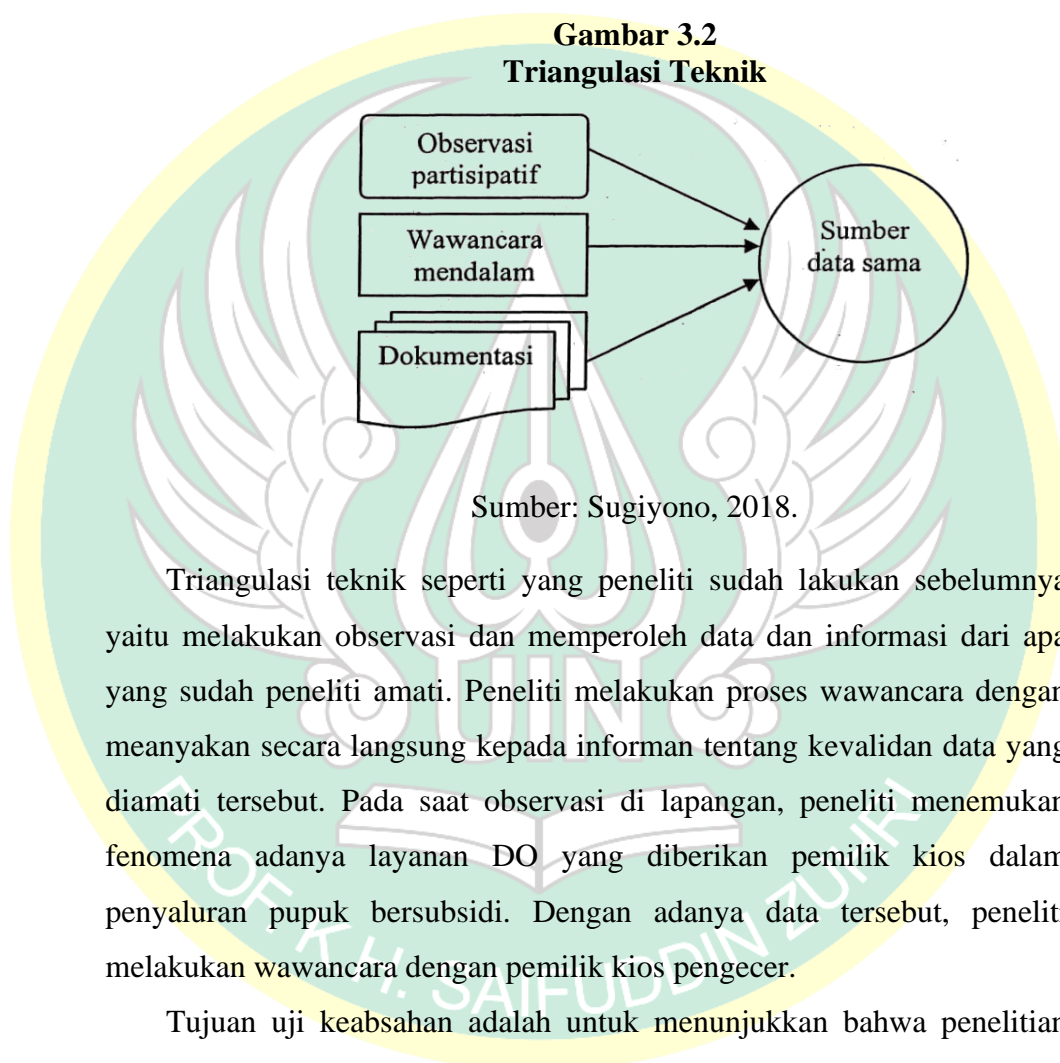 Gambar 3.2
Triangulasi Teknik
Observasi
partisipatif
Wawancara
mendalam
Dokumentasi
Sumber
data sama
Sumber: Sugiyono, 2018.
Triangulasi teknik seperti yang peneliti sudah lakukan sebelumnya
yaitu melakukan observasi dan memperoleh data dan informasi dari apa
yang sudah peneliti amati. Peneliti melakukan proses wawancara dengan
meanyakan secara langsung kepada informan tentang kevalidan data yang
diamati tersebut. Pada saat observasi di lapangan, peneliti menemukan
fenomena adanya layanan DO yang diberikan pemilik kios dalam
penyaluran pupuk bersubsidi. Dengan adanya data tersebut, peneliti
melakukan wawancara dengan pemilik kios pengecer.
Tujuan uji keabsahan adalah untuk menunjukkan bahwa penelitian
UIN
PROF. K.H. SAIFUDDIN ZUHRI